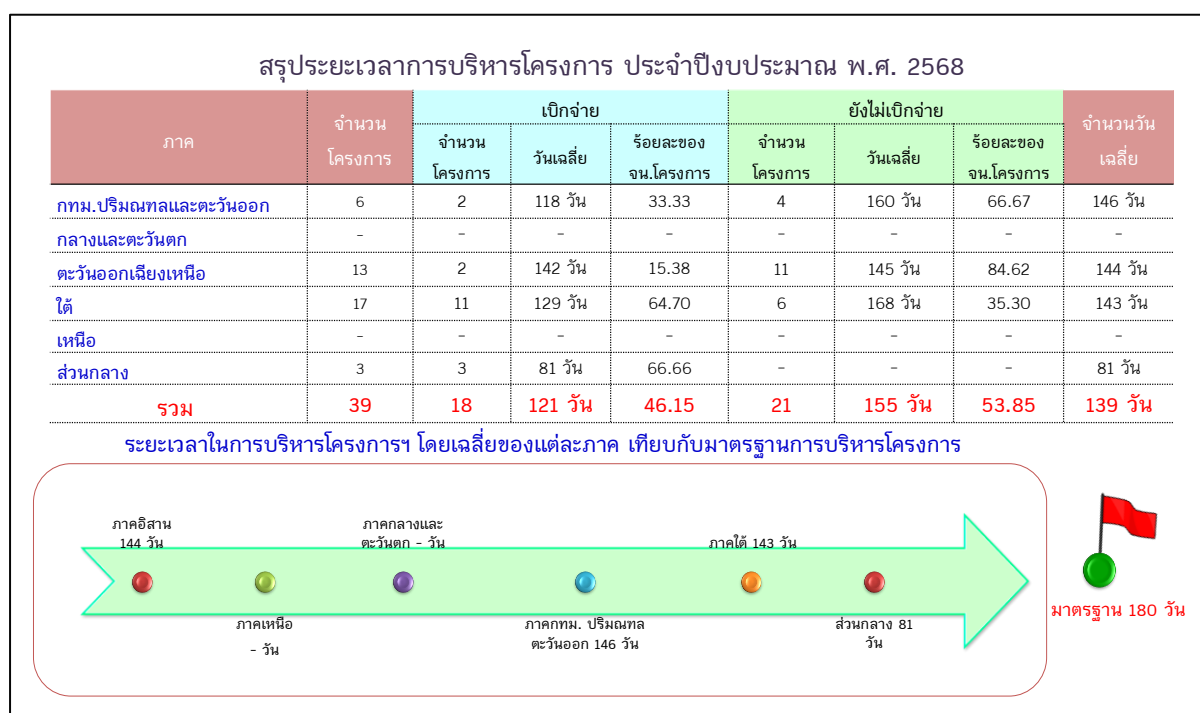 สรุประยะเวลาการบริหารโครงการ ประจำปีงบประมาณ พ.ศ. 2568
ภาค จำนวนโครงการ เบิกจ่าย ยังไม่เบิกจ่าย จำนวนวันเฉลี่ย
จำนวนโครงการ วันเฉลี่ย ร้อยละของจน.โครงการ จำนวนโครงการ วันเฉลี่ย ร้อยละของจน.โครงการ
กทม.ปริมณฑลและตะวันออก 6 2 118 วัน 33.33 4 160 วัน 66.67 146 วัน
กลางและตะวันตก - - - - - - - -
ตะวันออกเฉียงเหนือ 13 2 142 วัน 15.38 11 145 วัน 84.62 144 วัน
ใต้ 17 11 129 วัน 64.70 6 168 วัน 35.30 143 วัน
เหนือ - - - - - - - -
ส่วนกลาง 3 3 81 วัน 66.66 - - - 81 วัน
รวม 39 18 121 วัน 46.15 21 155 วัน 53.85 139 วัน
ระยะเวลาในการบริหารโครงการฯ โดยเฉลี่ยของแต่ละภาค เทียบกับมาตรฐานการบริหารโครงการ
ภาคอิสาน
144 วัน
ภาคกลางและ
ตะวันตก - วัน
ภาคใต้ 143 วัน
ภาคเหนือ
- วัน
ภาคกทม. ปริมณฑล
ตะวันออก 146 วัน
ส่วนกลาง 81
วัน
มาตรฐาน 180 วัน